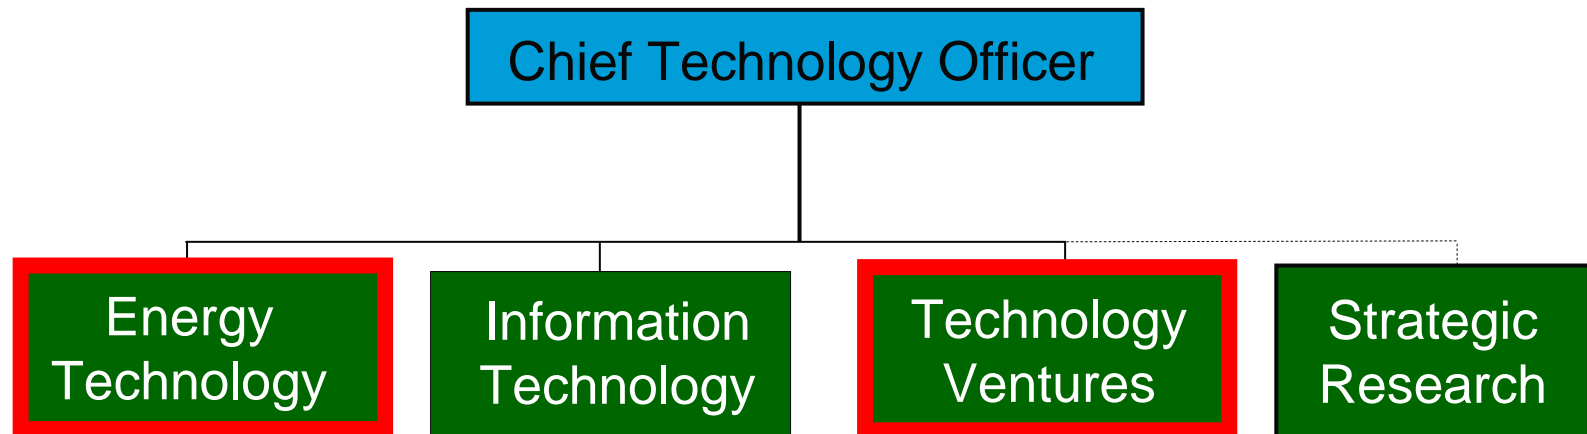 Chief Technology Officer
Energy
Technology
Information
Technology
Technology
Ventures
Strategic
Research